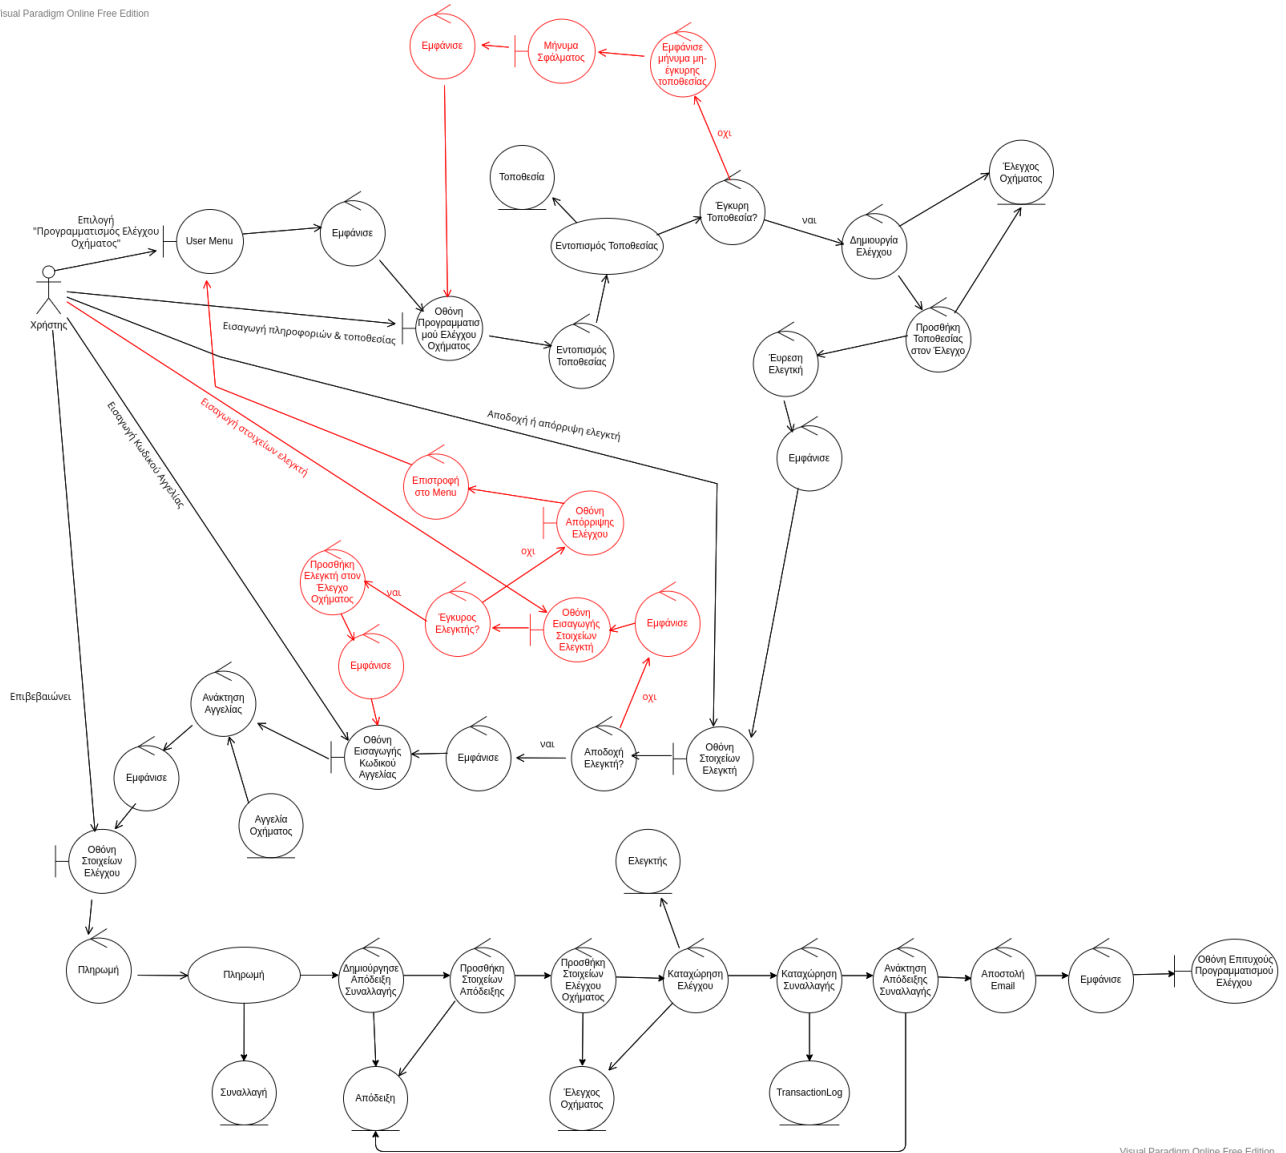 Visual Paradigm Online Free Edition
Εμφάνισε
Μήνυμα
Σφάλματος
Εμφάνισε
μήνυμα μη-
έγκυρης
τοποθεσίας
οχι
Τοποθεσία
Έλεγχος
Οχήματος
Επιλογή
"Προγραμματισμός Ελέγχου
Οχήματος"
User Menu
Εμφάνισε
Εντοπισμός Τοποθεσίας
Έγκυρη
Τοποθεσία?
ναι
Δημιουργία
Ελέγχου
Χρήστης
Εισαγωγή πληροφοριών & τοποθεσία
Οθόνη
Προγραμματισ
μού Ελέγχου
Οχήματος
Εντοπισμός
Τοποθεσίας
Προσθήκη
Τοποθεσίας
στον Έλεγχο
Έυρεση
Ελεγτκή
Εισαγωγή Κωδικού Αγγελίας
Εισαγωγή στοιχείων ελεγκτή
Αποδοχή ή απόρριψη ελεγκτή
Εμφάνισε
Επιστροφή
στο Menu
Οθόνη
Απόρριψης
Ελέγχου
οχι
Προσθήκη
Ελεγκτή στον
Έλεγχο
Οχήματος
ναι
Έγκυρος
Ελεγκτής?
Οθόνη
Εισαγωγής
Στοιχείων
Ελεγκτή
Εμφάνισε
Εμφάνισε
οχι
Επιβεβαιώνει
Ανάκτηση
Αγγελίας
Οθόνη
Εισαγωγής
Κωδικού
Αγγελίας
Εμφάνισε
ναι
Αποδοχή
Ελεγκτή?
Οθόνη
Στοιχείων
Ελεγκτή
Εμφάνισε
Αγγελία
Οχήματος
Οθόνη
Στοιχείων
Ελέγχου
Ελεγκτής
Πληρωμή
Πληρωμή
Δημιούργησε
Απόδειξη
Συναλλαγής
Προσθήκη
Στοιχείων
Απόδειξης
Προσθήκη
Στοιχείων
Ελέγχου
Οχήματος
Καταχώρηση
Ελέγχου
Καταχώρηση
Συναλλαγής
Ανάκτηση
Απόδειξης
Συναλλαγής
Αποστολή
Email
Εμφάνισε
Οθόνη Επιτυχούς
Προγραμματισμού
Ελέγχου
Συναλλαγή
Απόδειξη
Έλεγχος
Οχήματος
TransactionLog
Visual Paradigm Online Free Edition